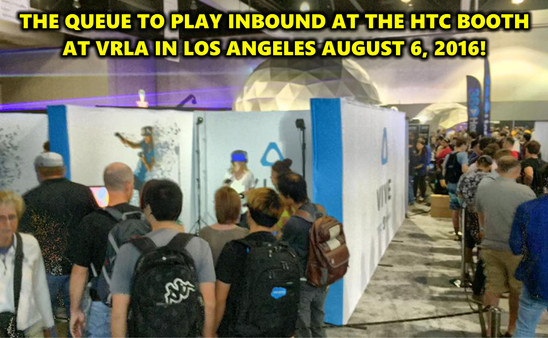 THE QUEUE TO PLAY INBOUND AT THE HTC BOOTH
AT VRLA IN LOS ANGELES AUGUST 6, 2016!
VIVE